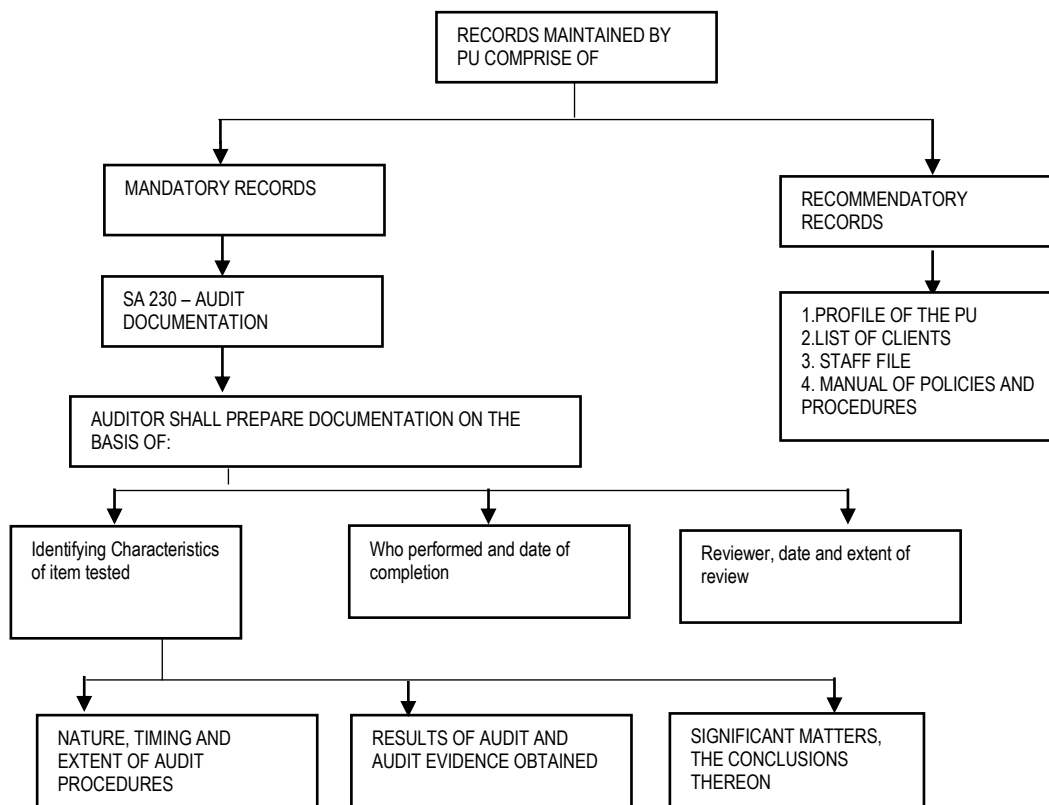 RECORDS MAINTAINED BY
PU COMPRISE OF
MANDATORY RECORDS
RECOMMENDATORY
RECORDS
SA 230 – AUDIT
DOCUMENTATION
1.PROFILE OF THE PU
2.LIST OF CLIENTS
3. STAFF FILE
4. MANUAL OF POLICIES AND
PROCEDURES
AUDITOR SHALL PREPARE DOCUMENTATION ON THE
BASIS OF:
Identifying Characteristics
of item tested
Who performed and date of
completion
Reviewer, date and extent of
review
NATURE, TIMING AND
EXTENT OF AUDIT
PROCEDURES
RESULTS OF AUDIT AND
AUDIT EVIDENCE OBTAINED
SIGNIFICANT MATTERS,
THE CONCLUSIONS
THEREON